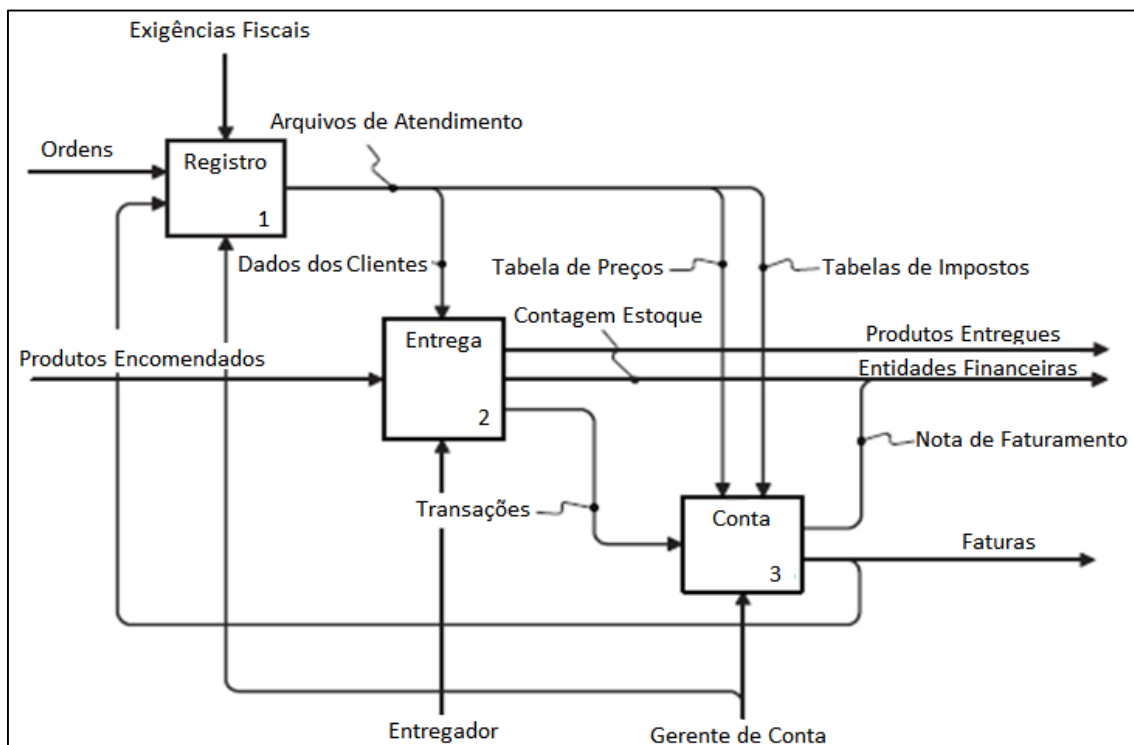 Exigências Fiscais
Arquivos de Atendimento
Ordens
Registro
1
Dados dos Clientes
Tabela de Preços
Tabelas de Impostos
Contagem Estoque
Entrega
Produtos Entregues
Produtos Encomendados
Entidades Financeiras
2
Nota de Faturamento
Transações
Conta
Faturas
3
Entregador
Gerente de Conta